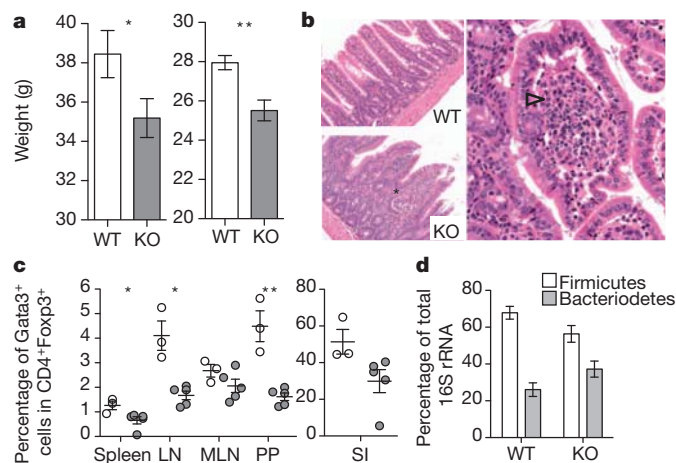 a
*
**
40
38
36
34
32
30
30
28
26
24
22
20
Weight (g)
WT KO
WT KO
b
WT
*
KO
c
Percentage of Gata3⁺
cells in CD4⁺Foxp3⁺
6
5
4
3
2
1
0
*
*
**
Spleen LN MLN PP
80
60
40
20
0
SI
d
Firmicutes
Bacteriodetes
Percentage of total
16S rRNA
80
60
40
20
0
WT KO